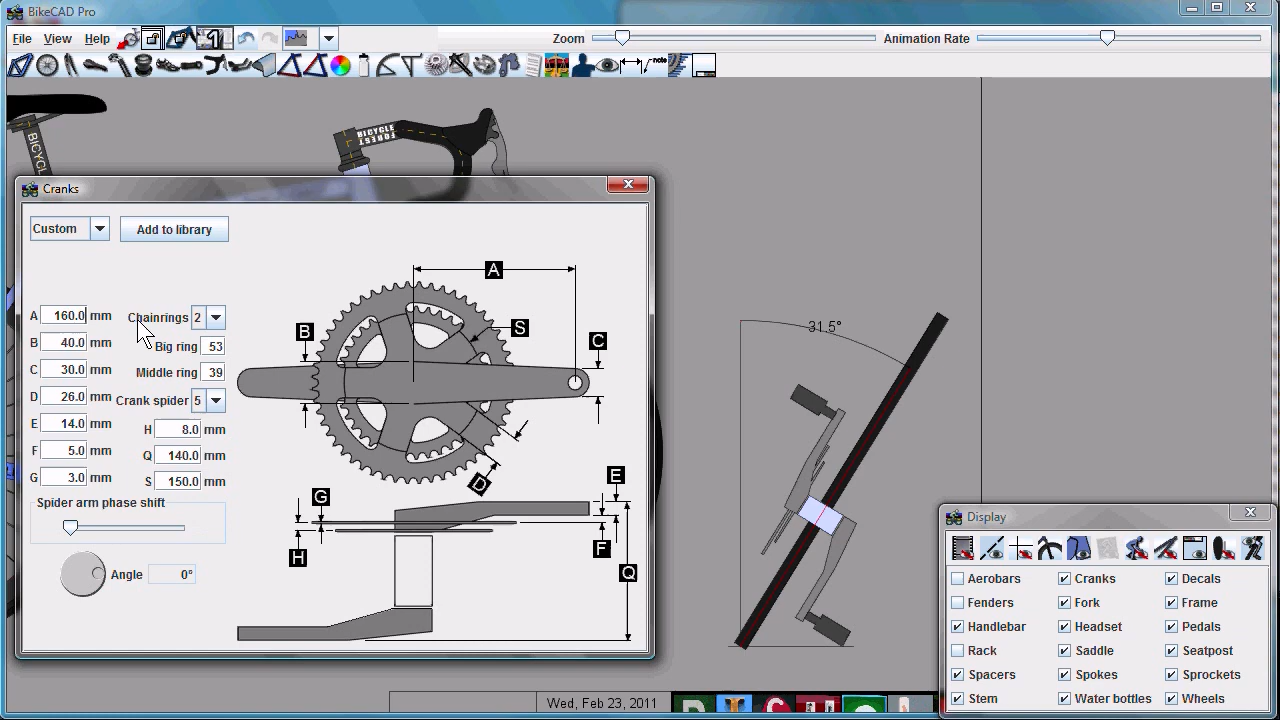 BikeCAD Pro
File View Help
Zoom
Animation Rate
BICYCLE
FOREST
BICYCLE
Cranks
Custom
Add to library
A 160.0 mm
Chainrings 2
B 40.0 mm
Big ring 53
C 30.0 mm
Middle ring 39
D 26.0 mm
Crank spider 5
E 14.0 mm
H 8.0 mm
F 5.0 mm
Q 140.0 mm
G 3.0 mm
S 150.0 mm
Spider arm phase shift
Angle 0°
A
B
S
C
D
E
G
F
H
Q
31.5°
note
Display
Aerobars Cranks Decals
Fenders Fork Frame
Handlebar Headset Pedals
Rack Saddle Seatpost
Spacers Spokes Sprockets
Stem Water bottles Wheels
Wed, Feb 23, 2011